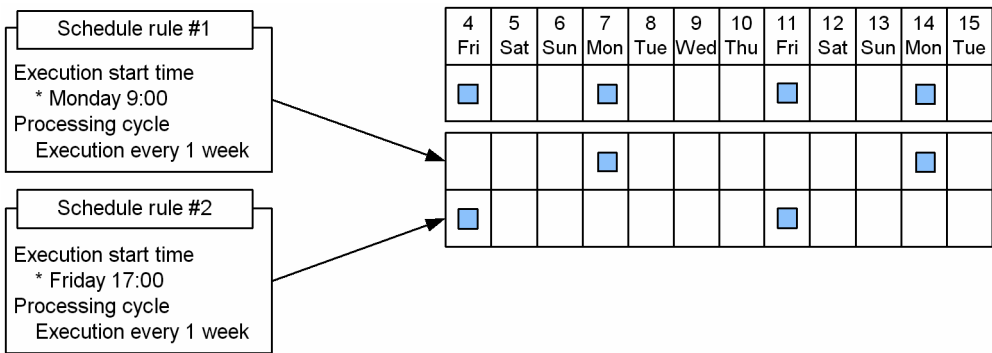 Schedule rule #1
Execution start time
* Monday 9:00
Processing cycle
Execution every 1 week
Schedule rule #2
Execution start time
* Friday 17:00
Processing cycle
Execution every 1 week
4 5 6 7 8 9 10 11 12 13 14 15
Fri Sat Sun Mon Tue Wed Thu Fri Sat Sun Mon Tue